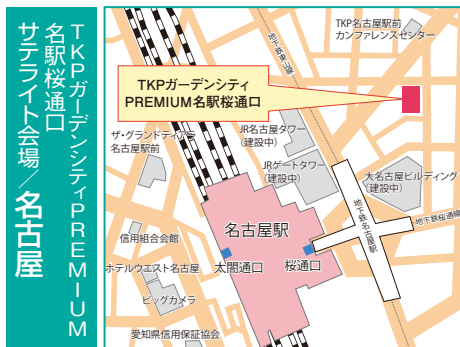 TKPガーデンシティPREMIUM
名駅桜通口
サテライト会場／名古屋
TKP名古屋駅前
カンファレンスセンター
地下鉄東山線
TKPガーデンシティ
PREMIUM名駅桜通口
ザ・グランドティアラ
名古屋駅前
JR名古屋タワー
(建設中)
JRゲートタワー
(建設中)
大名古屋ビルディング
(建設中)
名古屋駅
地下鉄名古屋駅
地下鉄桜通線
信用組合会館
太閤通口
桜通口
ホテルウエスト名古屋
ビッグカメラ
愛知県信用保証協会